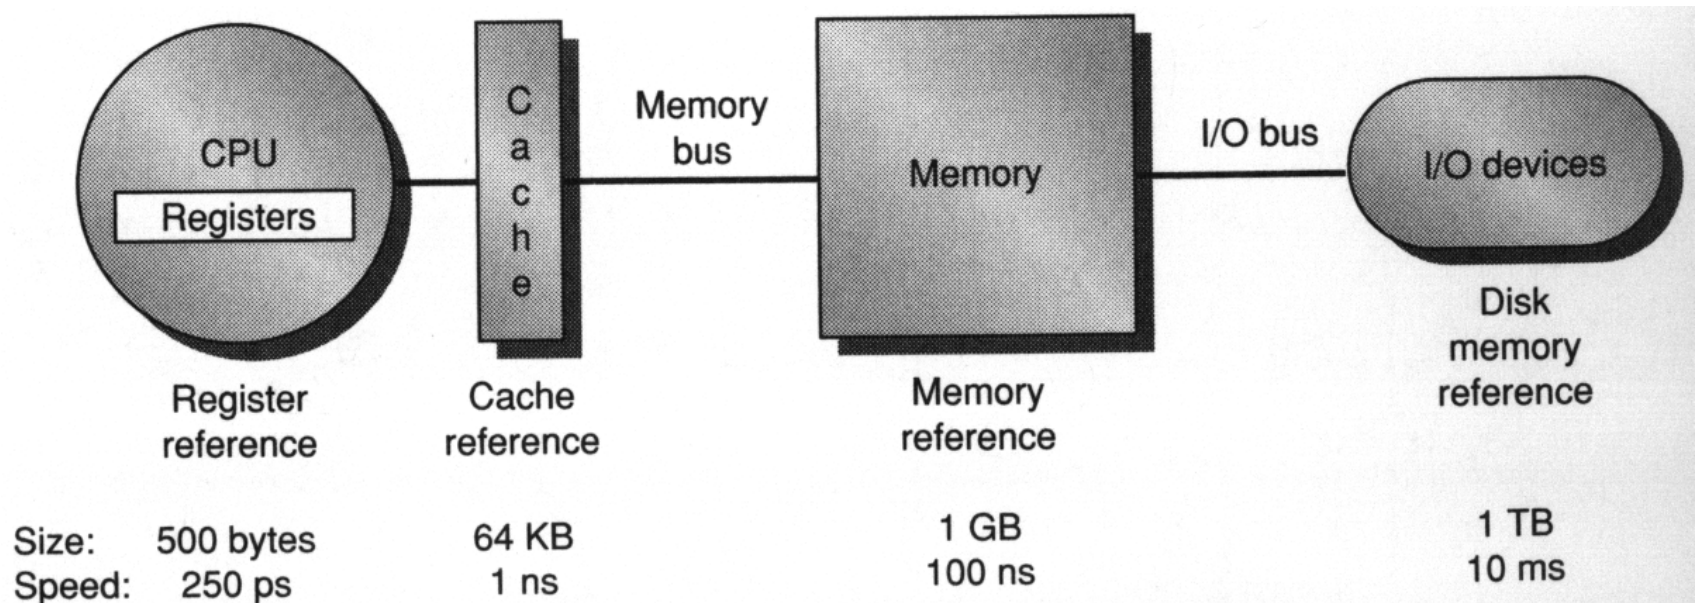 CPU
Registers
C
a
c
h
e
Memory
bus
Memory
I/O bus
I/O devices
Register
reference
Cache
reference
Memory
reference
Disk
memory
reference
Size: 500 bytes 64 KB 1 GB 1 TB
Speed: 250 ps 1 ns 100 ns 10 ms